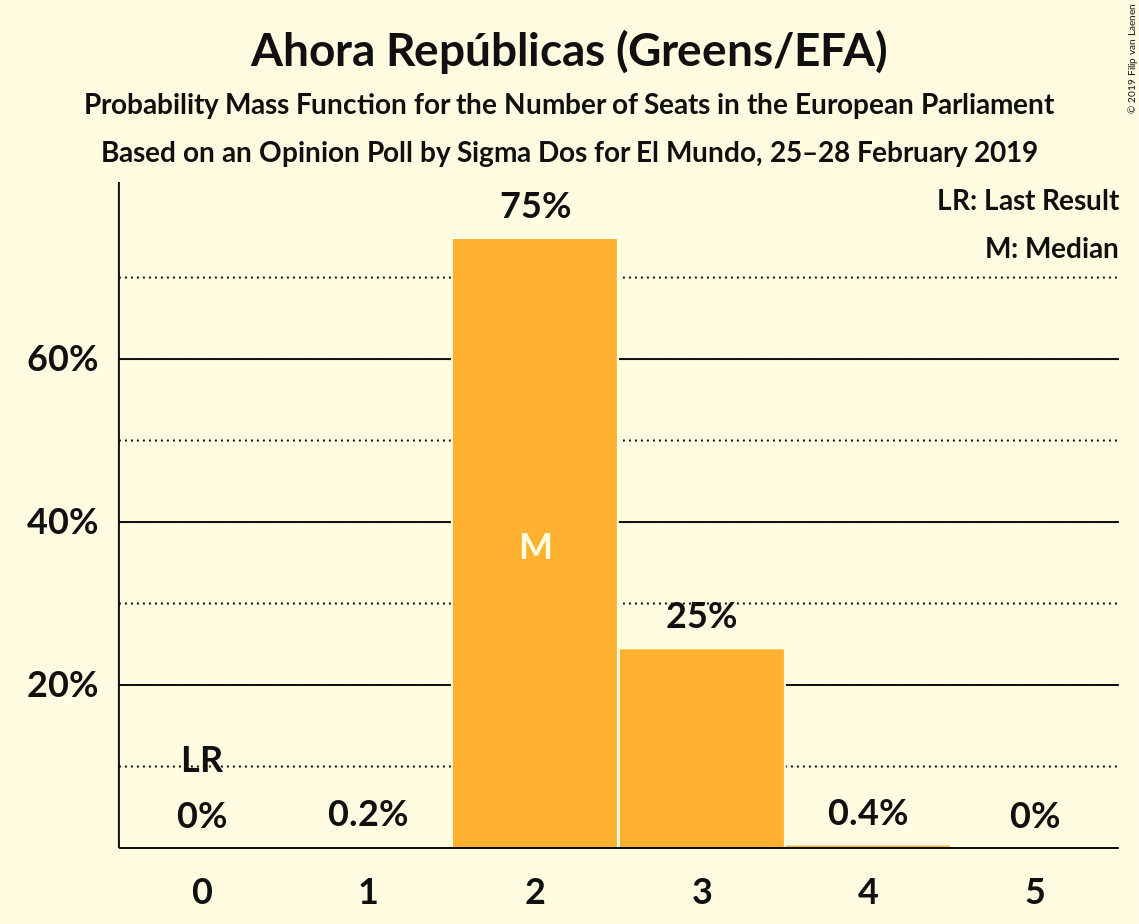 Ahora Repúblicas (Greens/EFA)
Probability Mass Function for the Number of Seats in the European Parliament
Based on an Opinion Poll by Sigma Dos for El Mundo, 25–28 February 2019
© 2019 Filip van Laenen
LR: Last Result
M: Median
75%
60%
40%
M
25%
20%
LR
0%
0.2%
0.4%
0%
0 1 2 3 4 5